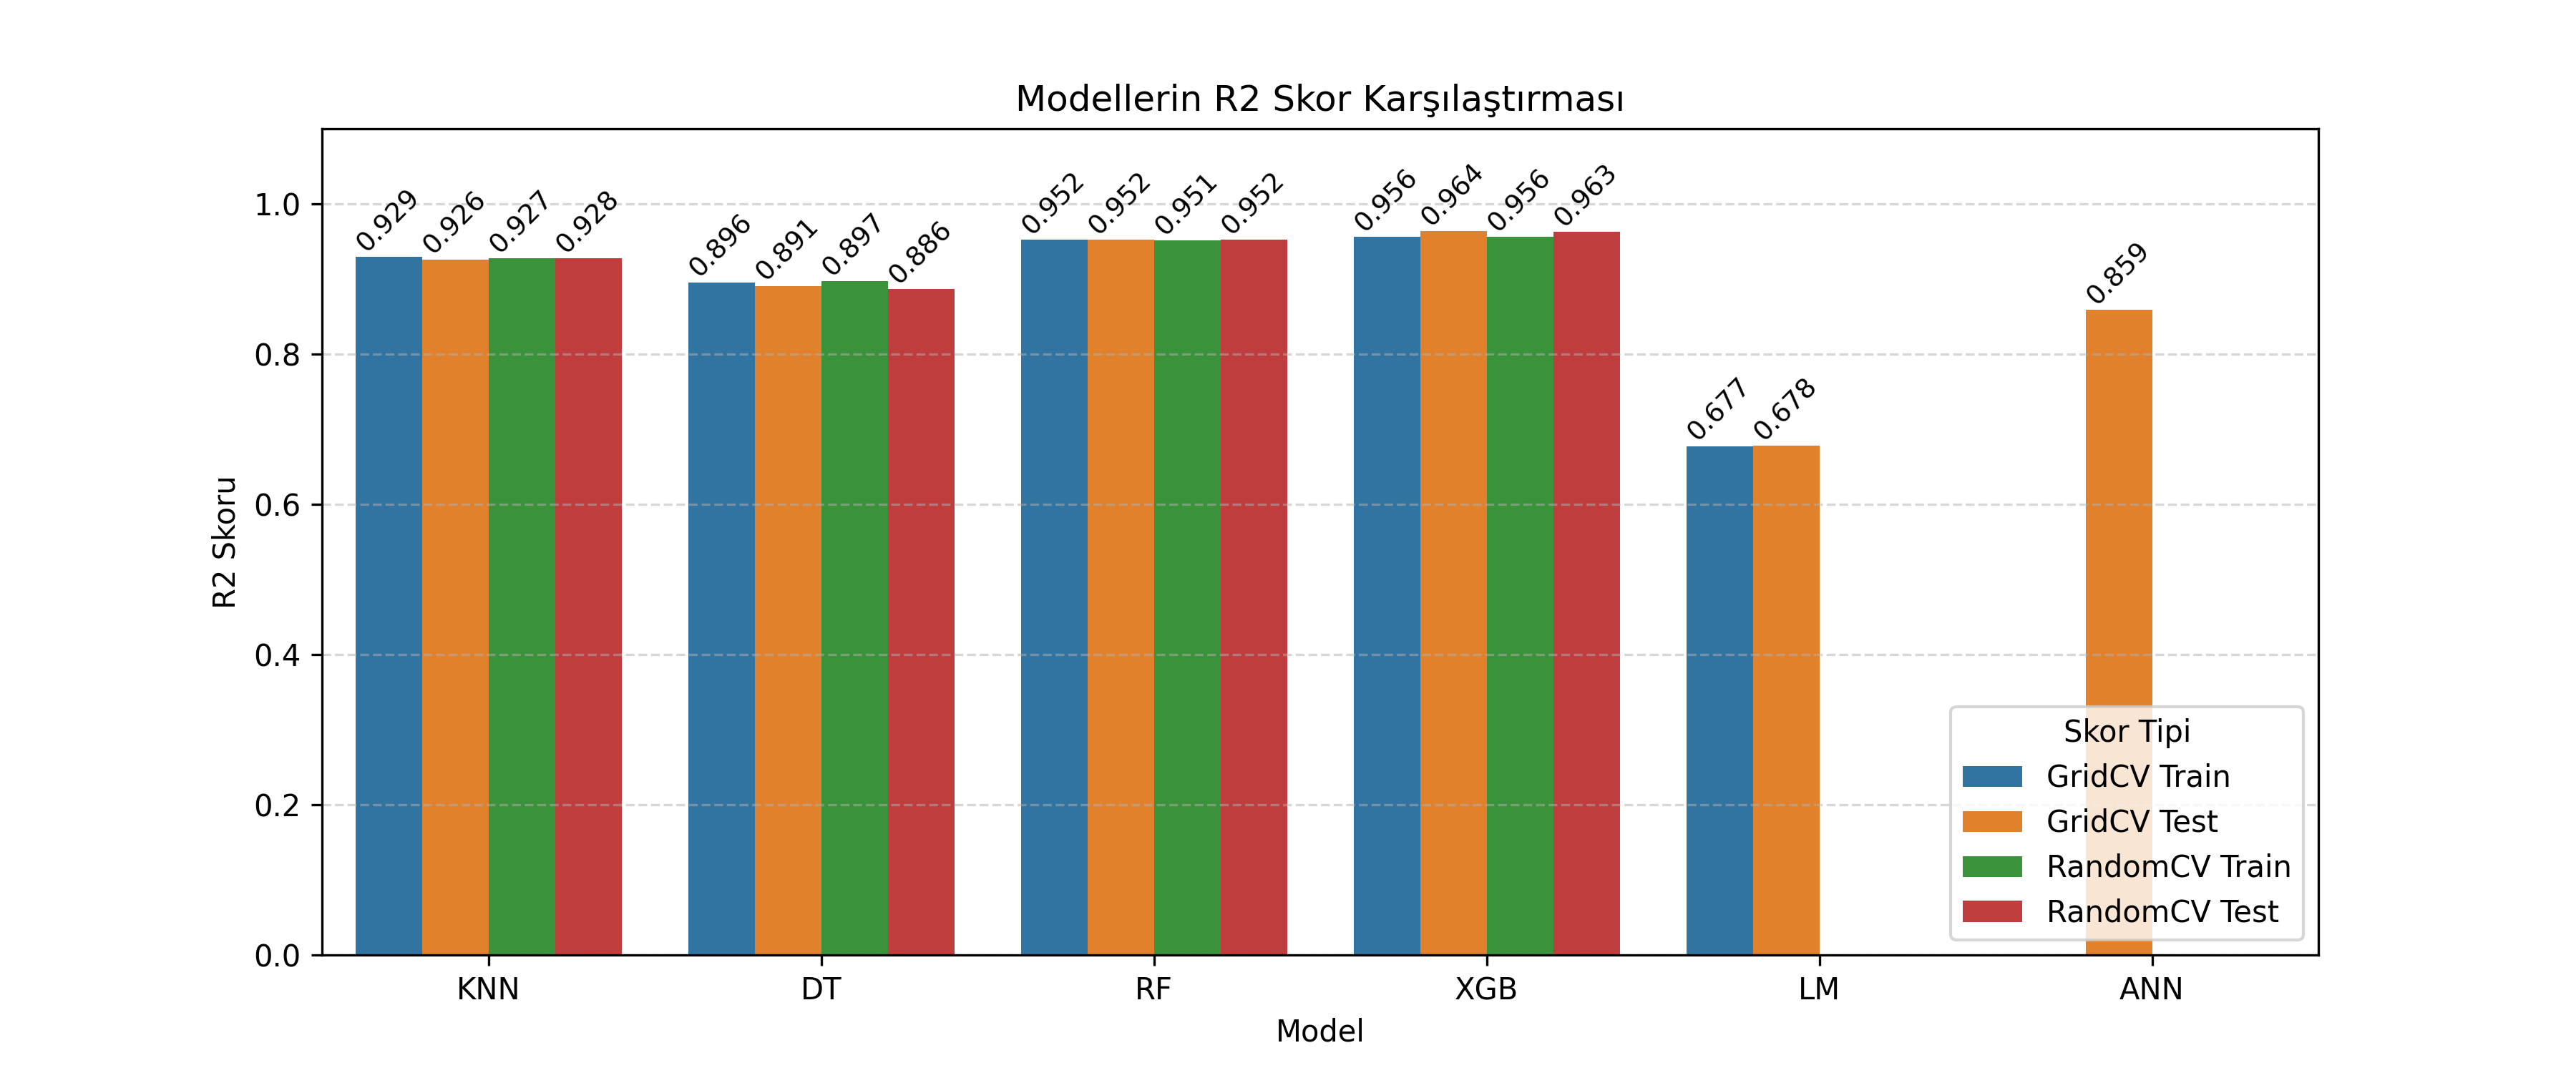 Modellerin R2 Skor Karşılaştırması
R2 Skoru
1.0
0.8
0.6
0.4
0.2
0.0
0.929
0.926
0.927
0.928
0.896
0.891
0.897
0.886
0.952
0.952
0.951
0.952
0.956
0.964
0.956
0.963
0.677
0.678
0.859
Skor Tipi
GridCV Train
GridCV Test
RandomCV Train
RandomCV Test
KNN DT RF XGB LM ANN
Model